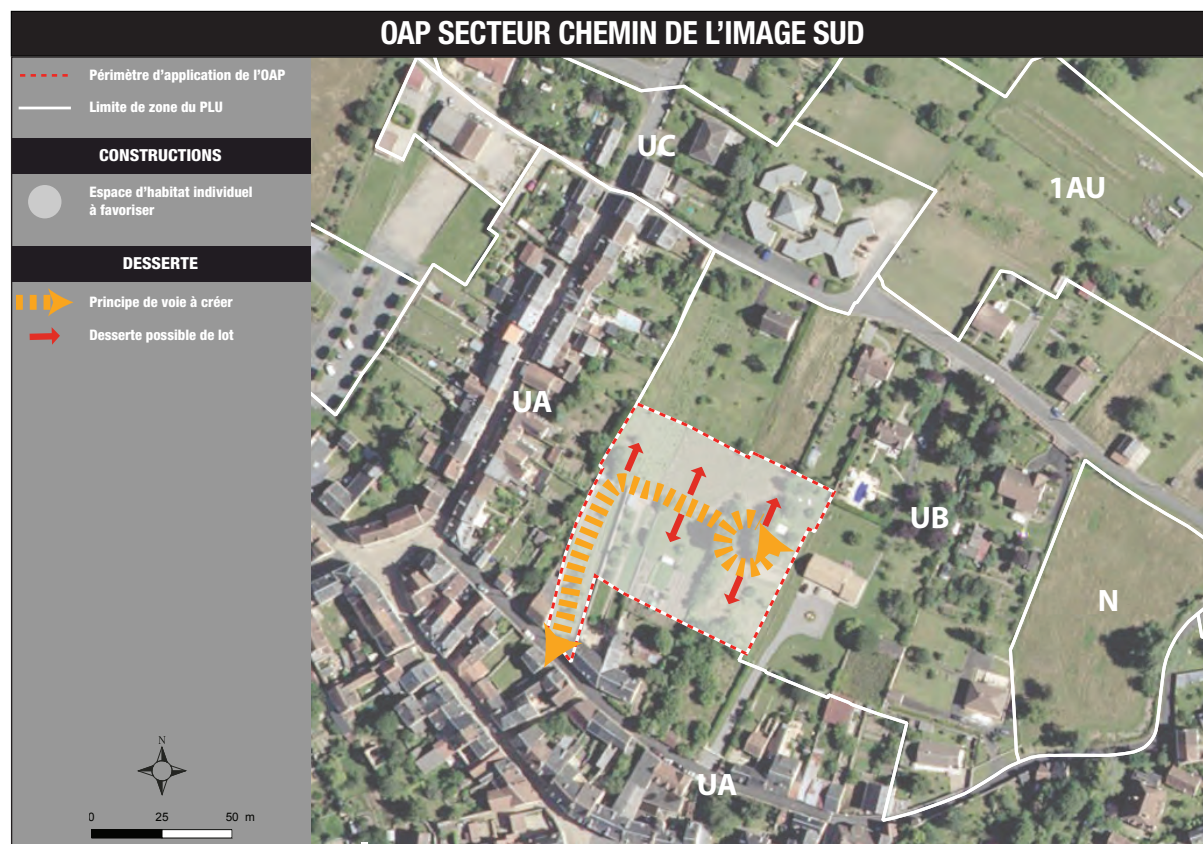 OAP SECTEUR CHEMIN DE L'IMAGE SUD
Périmètre d'application de l'OAP
Limite de zone du PLU
CONSTRUCTIONS
Espace d'habitat individuel
à favoriser
DESSERTE
Principe de voie à créer
Desserte possible de lot
N
0 25 50 m
UC
1AU
UA
UB
N
UA